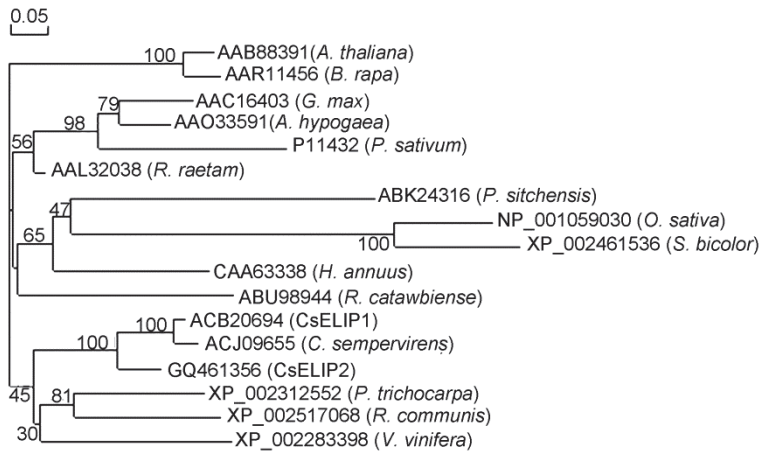 0.05
100 AAB88391(A. thaliana)
AAR11456 (B. rapa)
79 AAC16403 (G. max)
98 AAO33591(A. hypogaea)
56 P11432 (P. sativum)
AAL32038 (R. raetam)
ABK24316 (P. sitchensis)
47 NP_001059030 (O. sativa)
65 100 XP_002461536 (S. bicolor)
CAA63338 (H. annuus)
ABU98944 (R. catawbiense)
100 ACB20694 (CsELIP1)
100 ACJ09655 (C. sempervirens)
GQ461356 (CsELIP2)
45 81 XP_002312552 (P. trichocarpa)
XP_002517068 (R. communis)
30 XP_002283398 (V. vinifera)